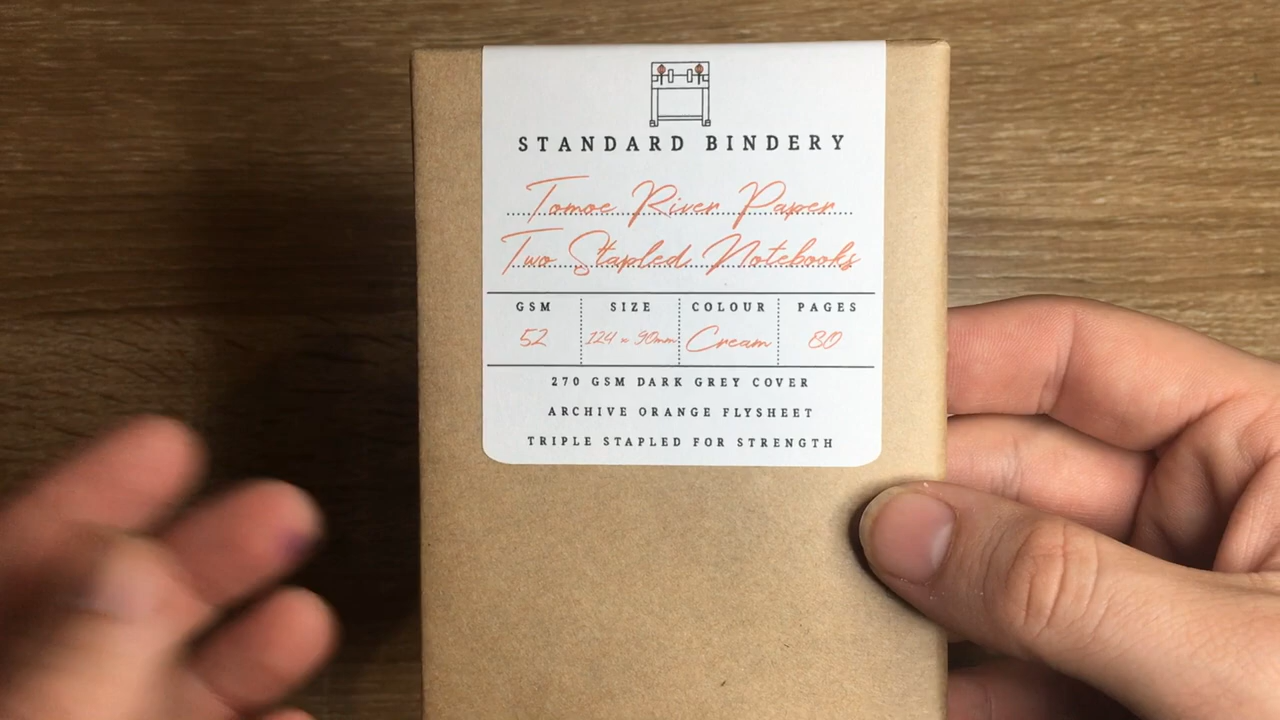 STANDARD BINDERY
Tomoe River Paper
Two Stapled Notebooks
GSM SIZE COLOUR PAGES
52 124 x 90mm Cream 80
270 GSM DARK GREY COVER
ARCHIVE ORANGE FLYSHEET
TRIPLE STAPLED FOR STRENGTH